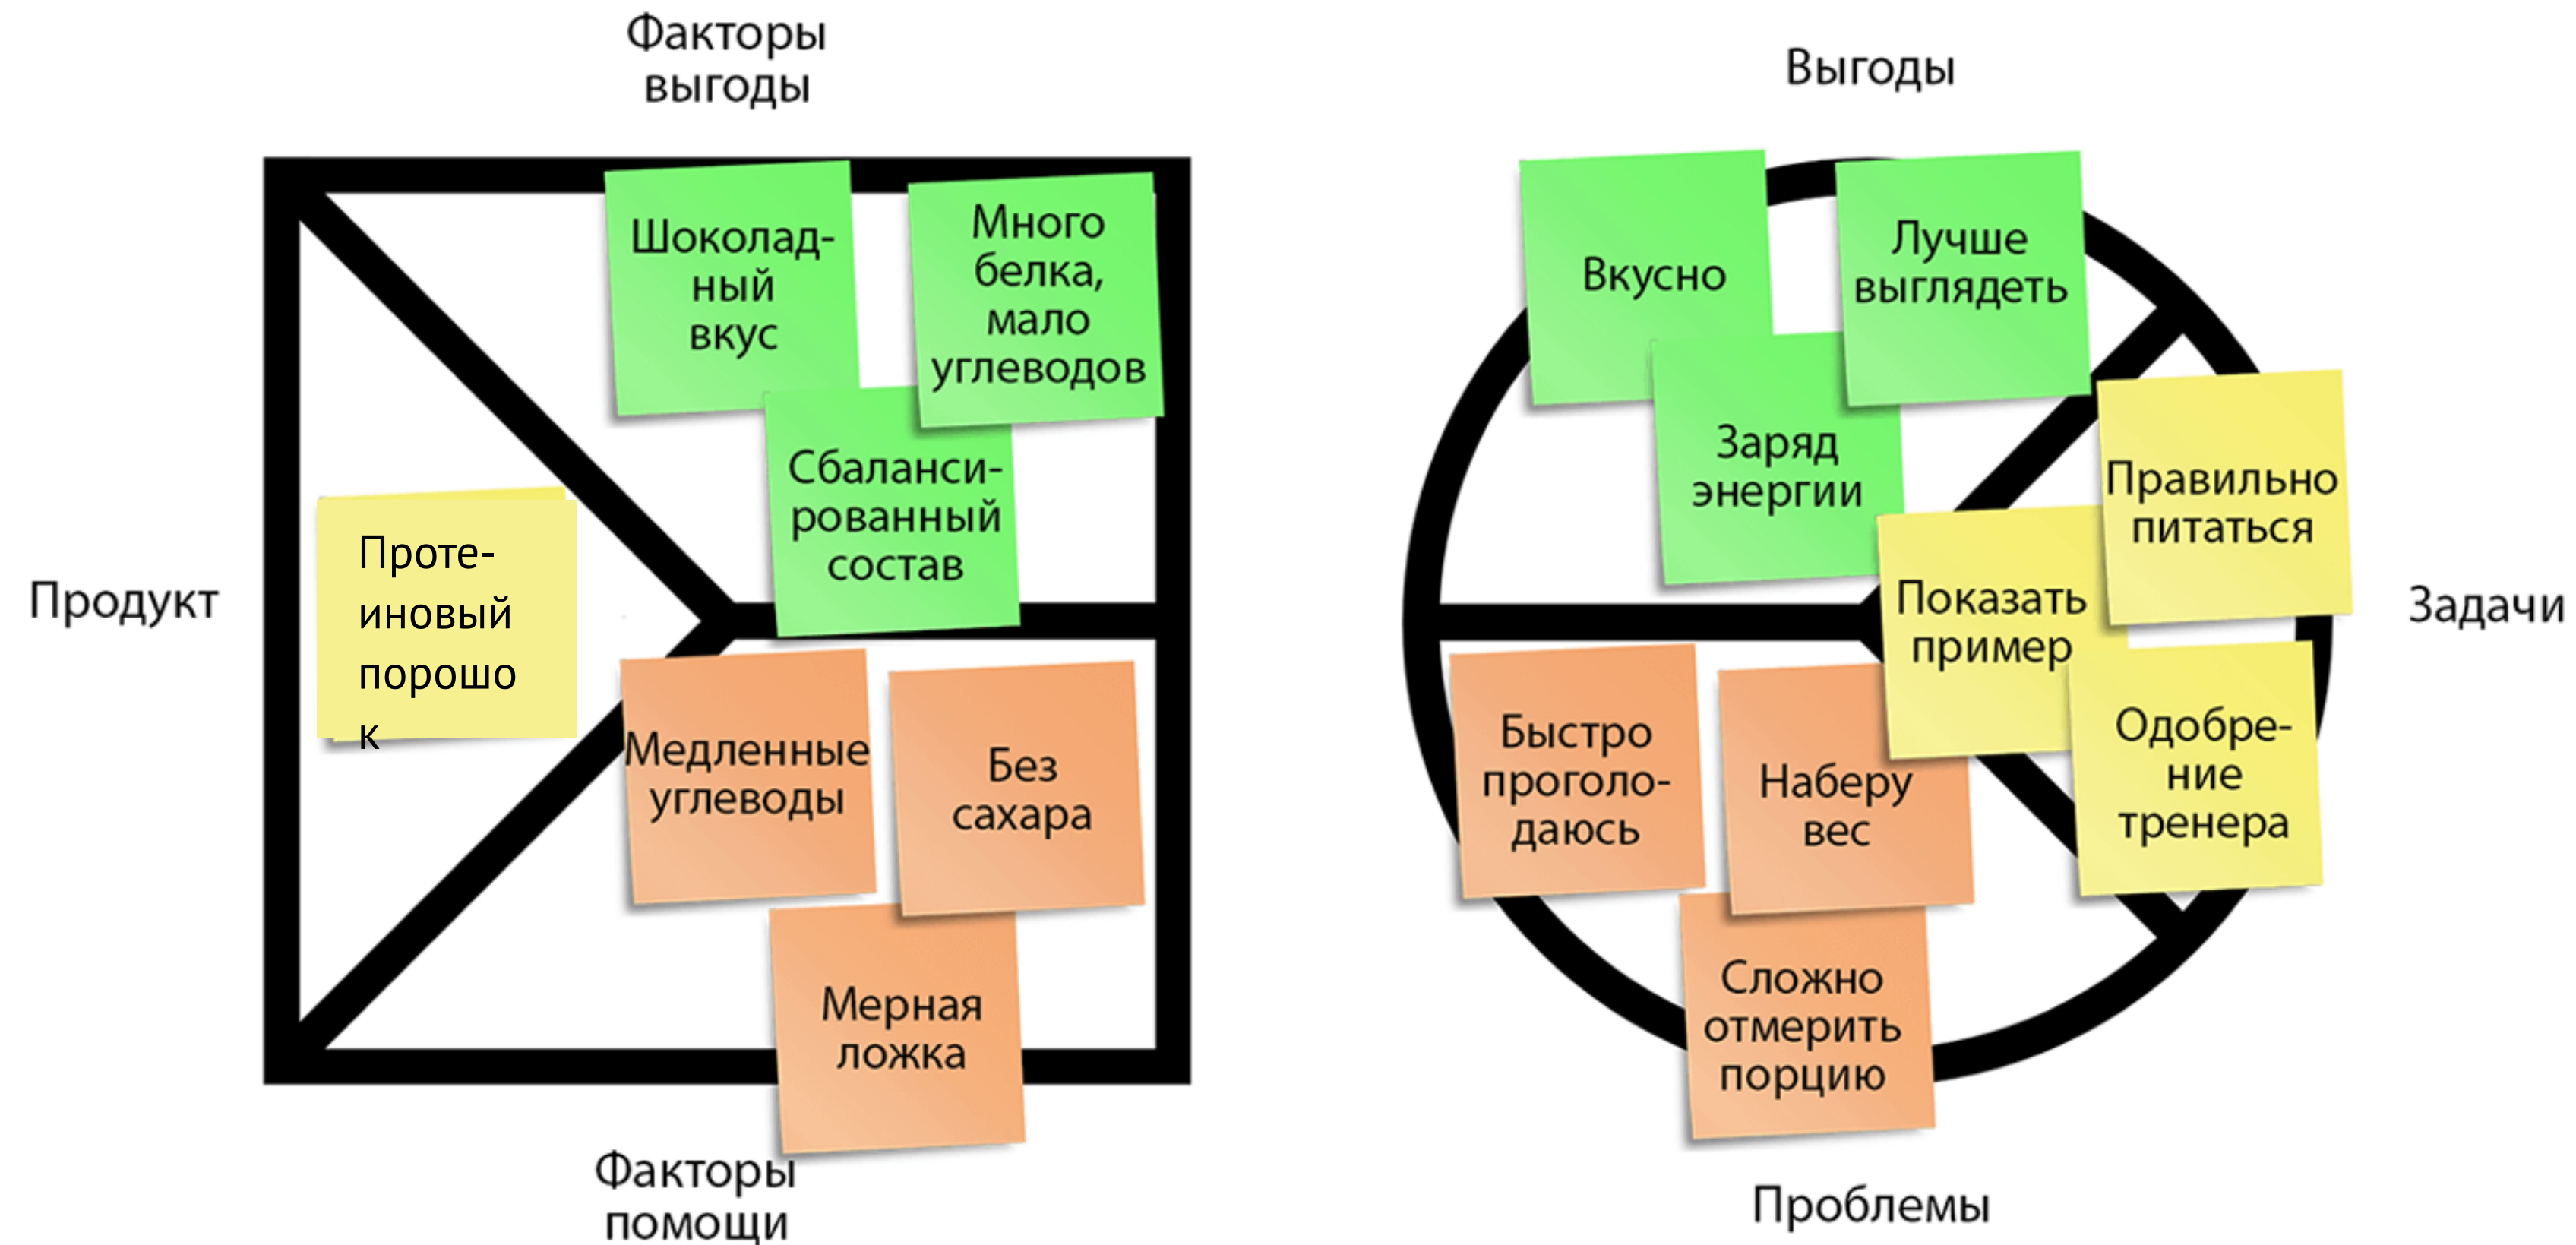 Факторы
выгоды
Шоколад-
ный
вкус
Много
белка,
мало
углеводов
Сбаланси-
рованный
состав
Продукт
Проте-
иновый
порошо
к
Медленные
углеводы
Без
сахара
Мерная
ложка
Факторы
помощи
Выгоды
Вкусно
Лучше
выглядеть
Заряд
энергии
Правильно
питаться
Показать
пример
Одобре-
ние
тренера
Задачи
Быстро
проголо-
даюсь
Наберу
вес
Сложно
отмерить
порцию
Проблемы